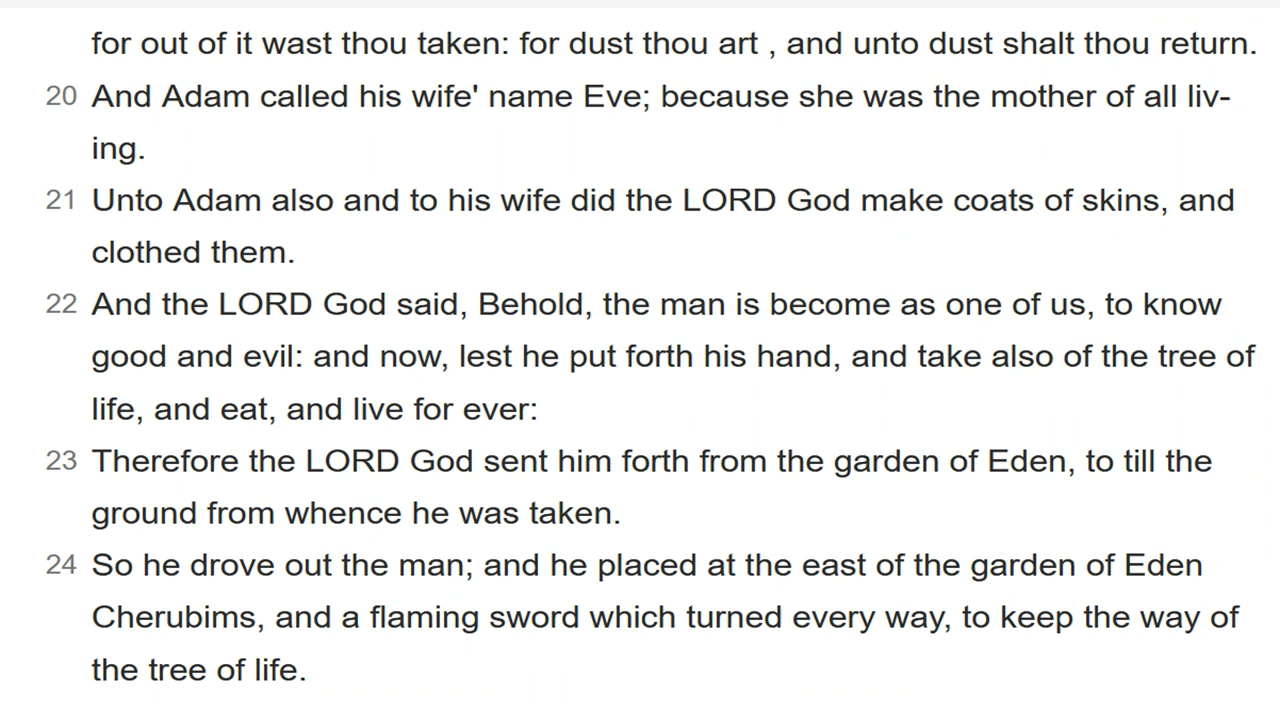 for out of it wast thou taken: for dust thou art , and unto dust shalt thou return.
20 And Adam called his wife' name Eve; because she was the mother of all liv-
ing.
21 Unto Adam also and to his wife did the LORD God make coats of skins, and
clothed them.
22 And the LORD God said, Behold, the man is become as one of us, to know
good and evil: and now, lest he put forth his hand, and take also of the tree of
life, and eat, and live for ever:
23 Therefore the LORD God sent him forth from the garden of Eden, to till the
ground from whence he was taken.
24 So he drove out the man; and he placed at the east of the garden of Eden
Cherubims, and a flaming sword which turned every way, to keep the way of
the tree of life.